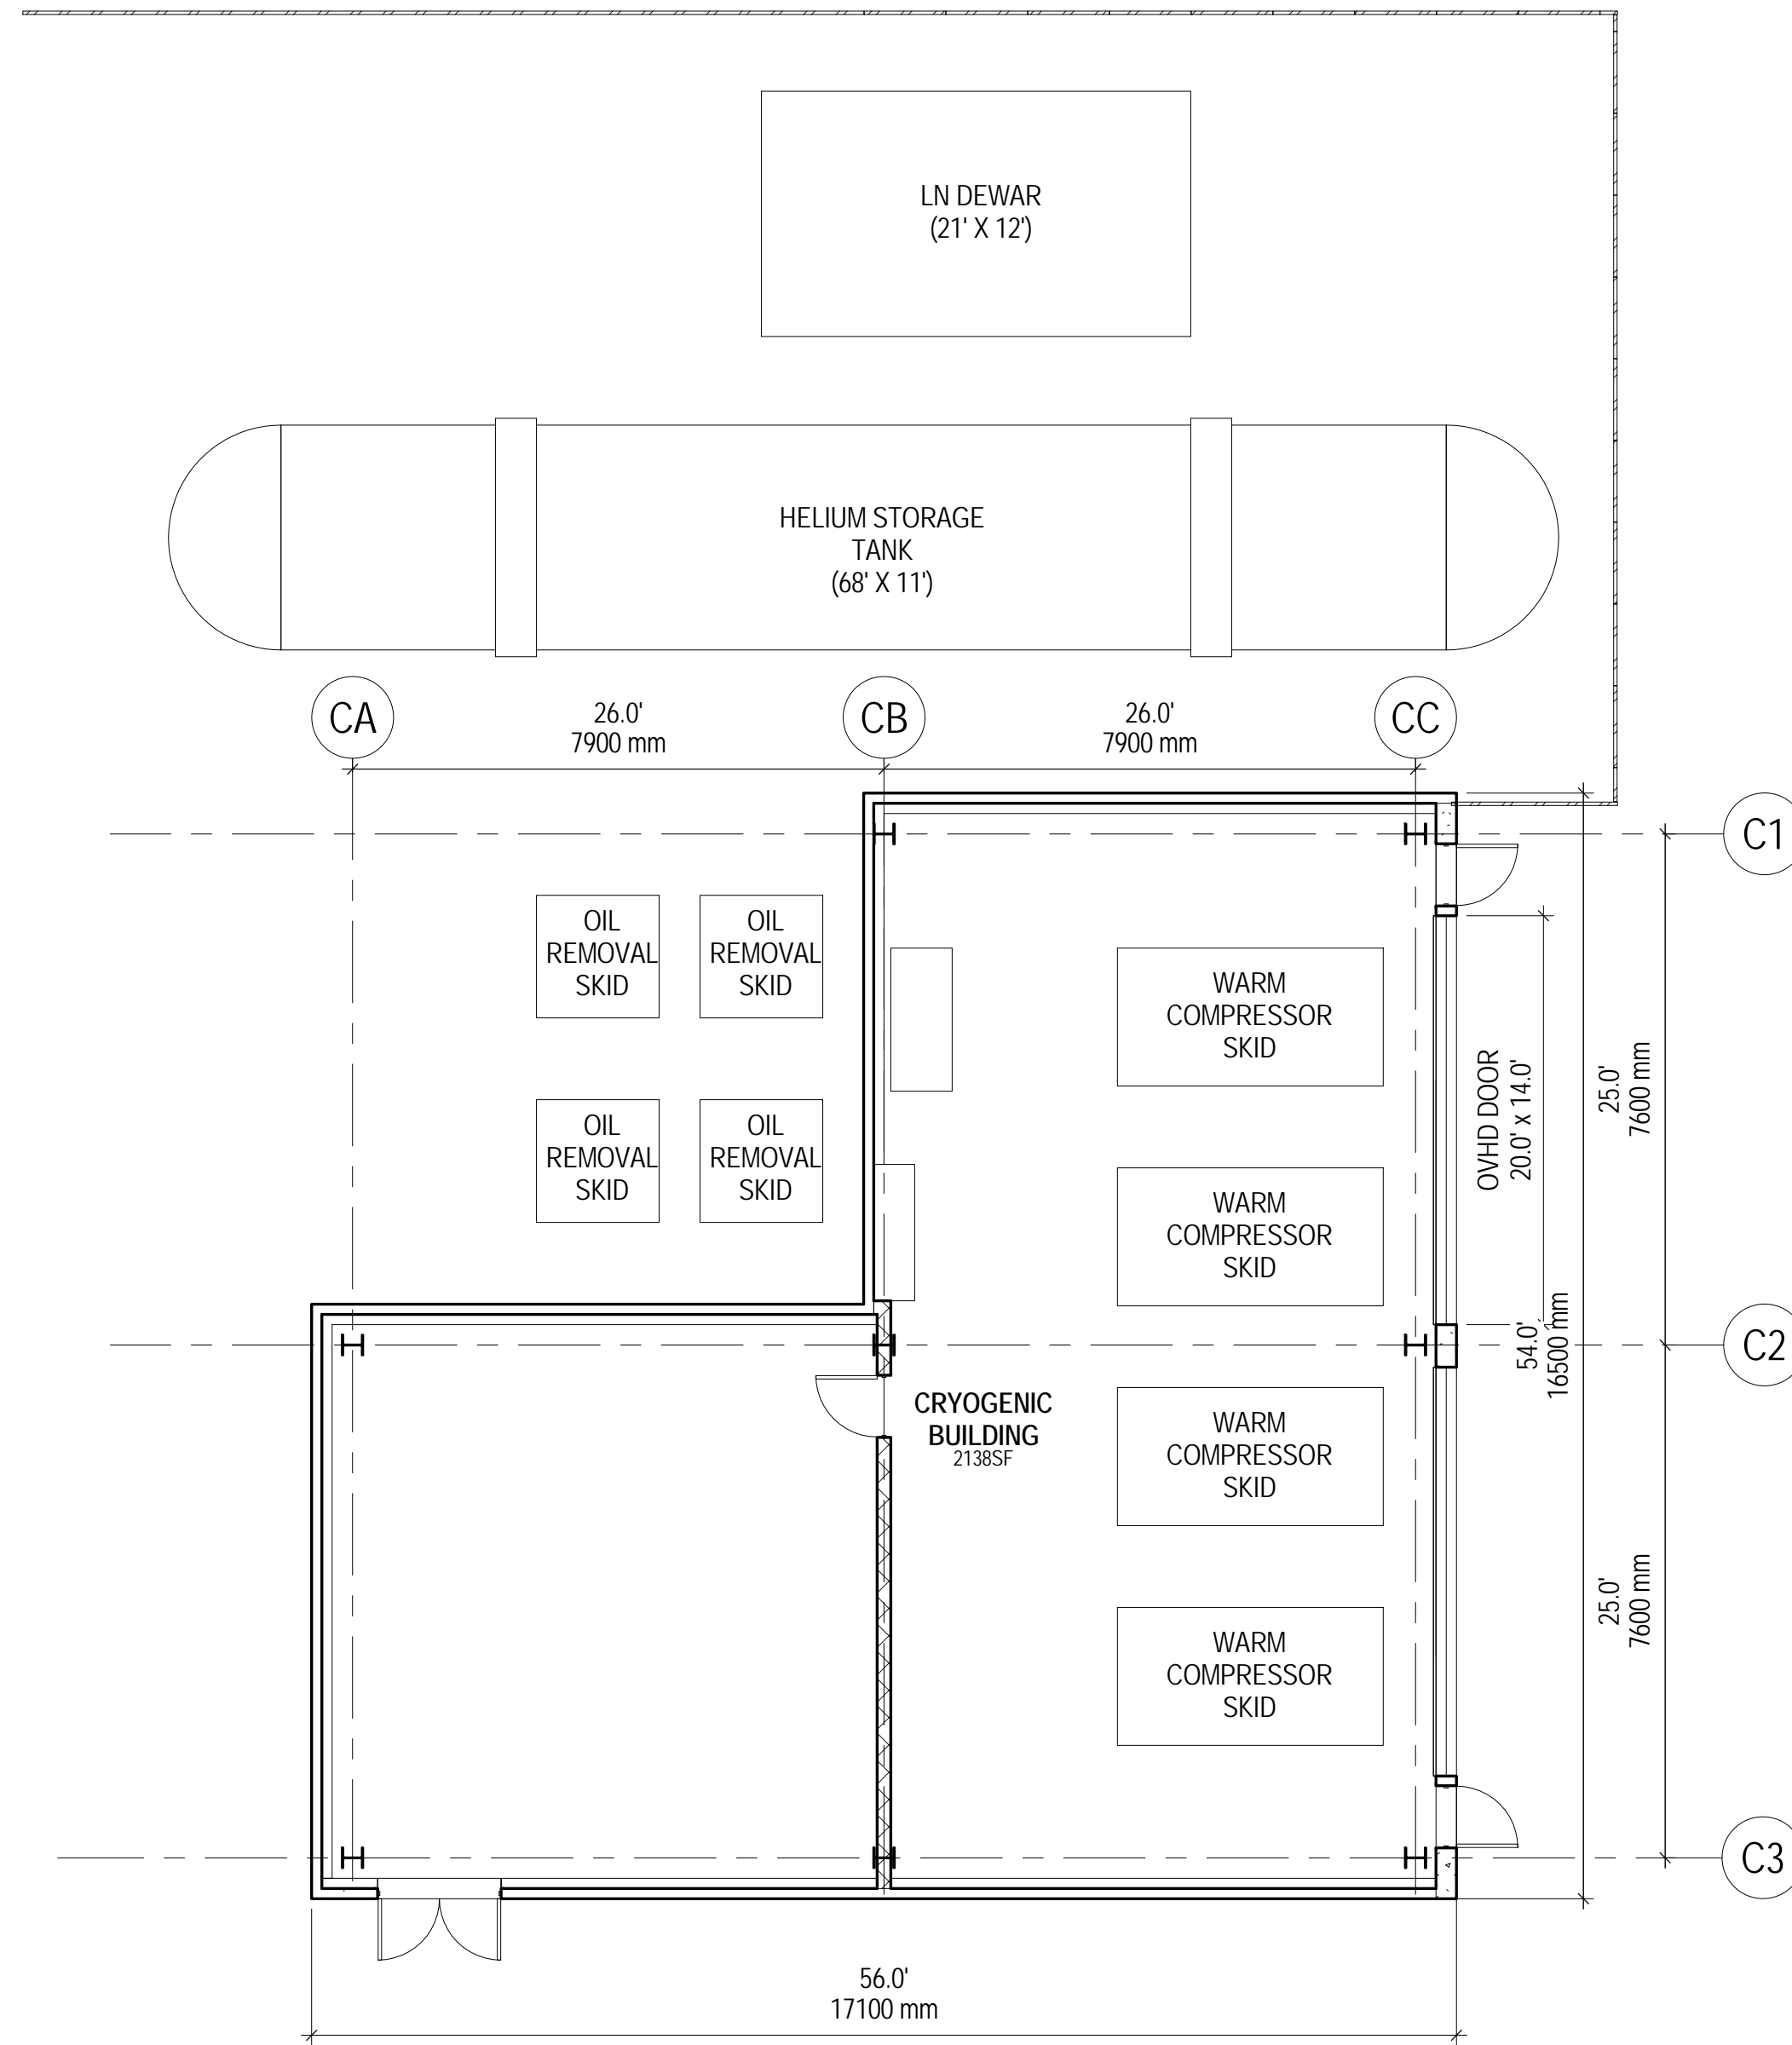 LN DEWAR
(21' X 12')
HELIUM STORAGE
TANK
(68' X 11')
CA
26.0'
7900 mm
CB
26.0'
7900 mm
CC
C1
OIL
REMOVAL
SKID
OIL
REMOVAL
SKID
WARM
COMPRESSOR
SKID
OVHD DOOR
20.0' x 14.0'
25.0'
7600 mm
OIL
REMOVAL
SKID
OIL
REMOVAL
SKID
WARM
COMPRESSOR
SKID
54.0'
16500 mm
C2
CRYOGENIC
BUILDING
2138SF
WARM
COMPRESSOR
SKID
25.0'
7600 mm
WARM
COMPRESSOR
SKID
C3
56.0'
17100 mm